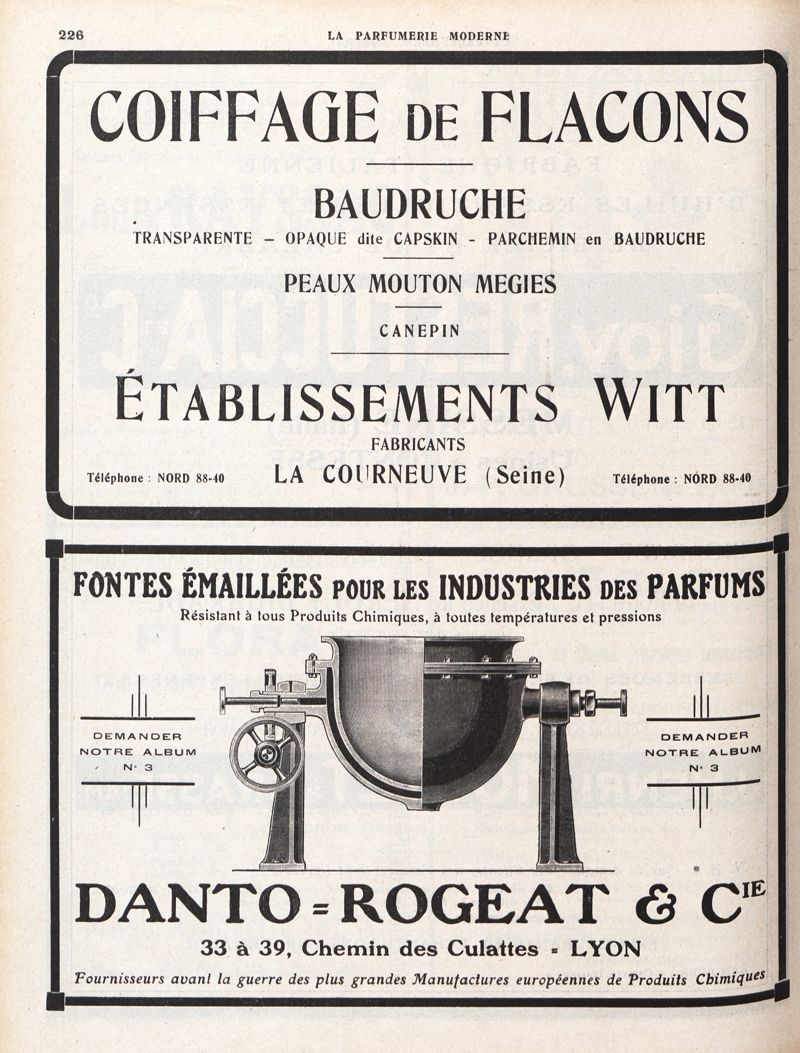 226
LA PARFUMERIE MODERNE
COIFFAGE DE FLACONS
BAUDRUCHE
TRANSPARENTE – OPAQUE dite CAPSKIN - PARCHEMIN en BAUDRUCHE
PEAUX MOUTON MEGIES
CANEPIN
ÉTABLISSEMENTS WITT
FABRICANTS
Téléphone : NORD 88-40
LA COURNEUVE (Seine)
Téléphone : NORD 88-40
FONTES ÉMAILLÉES POUR LES INDUSTRIES DES PARFUMS
Résistant à tous Produits Chimiques, à toutes températures et pressions
DEMANDER
NOTRE ALBUM
N° 3
DEMANDER
NOTRE ALBUM
N° 3
DANTO=ROGEAT & CIE
33 à 39, Chemin des Culattes = LYON
Fournisseurs avant la guerre des plus grandes Manufactures européennes de Produits Chimiques